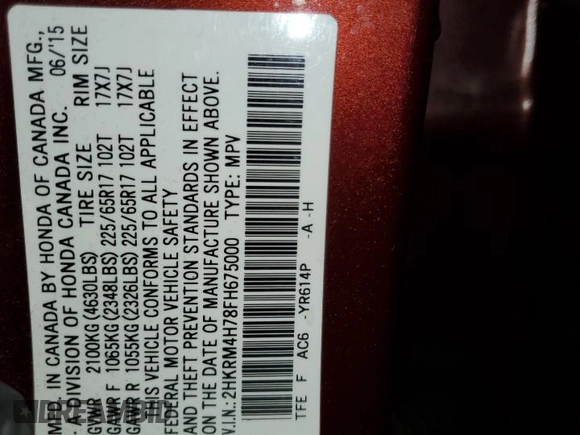 MFD. IN CANADA BY HONDA OF CANADA MFG.,
- A DIVISION OF HONDA CANADA INC. 06/'15
GVWR 2100KG(4630LBS) TIRE SIZE RIM SIZE
GAWR F 1065KG(2348LBS)225/65R17 102T 17X7J
GAWR R 1055KG(2326LBS)225/65R17 102T 17X7J
THIS VEHICLE CONFORMS TO ALL APPLICABLE
FEDERAL MOTOR VEHICLE SAFETY
AND THEFT PREVENTION STANDARDS IN EFFECT
ON THE DATE OF MANUFACTURE SHOWN ABOVE.
V.I.N.: 2HKRM4H78FH675000 TYPE: MPV
TFE F AC6 -YR614P -A -H
DREAMBID